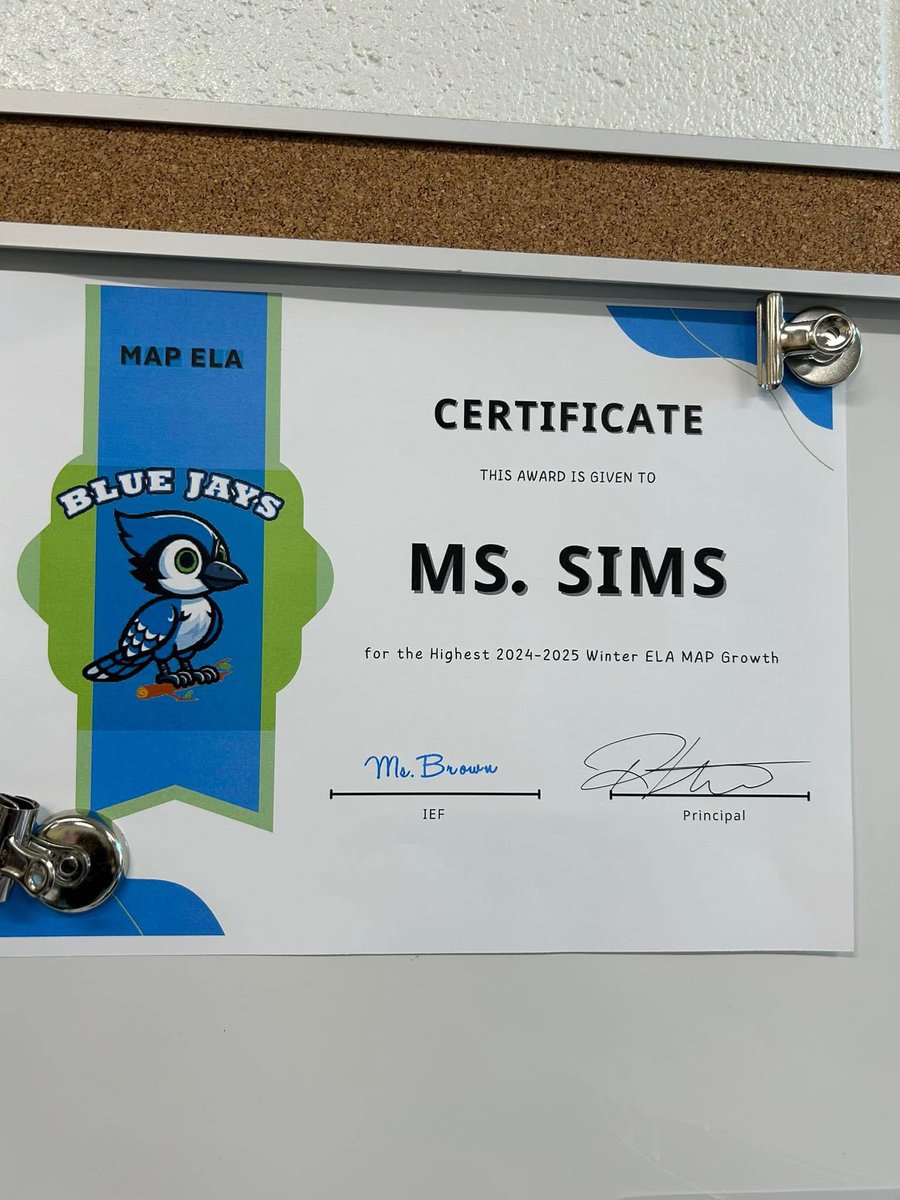 MAP ELA
BLUE JAYS
CERTIFICATE
THIS AWARD IS GIVEN TO
MS. SIMS
for the Highest 2024-2025 Winter ELA MAP Growth
Ms. Brown
IEF
Principal